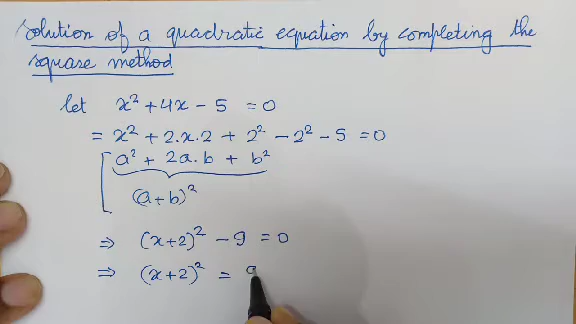 Solution of a quadratic equation by completing the
square method
let x² + 4x - 5 = 0
= x² + 2.x.2 + 2² - 2² - 5 = 0
[ a² + 2a.b + b²
(a+b)²
⇒ (x+2)² - 9 = 0
⇒ (x+2)² = 9